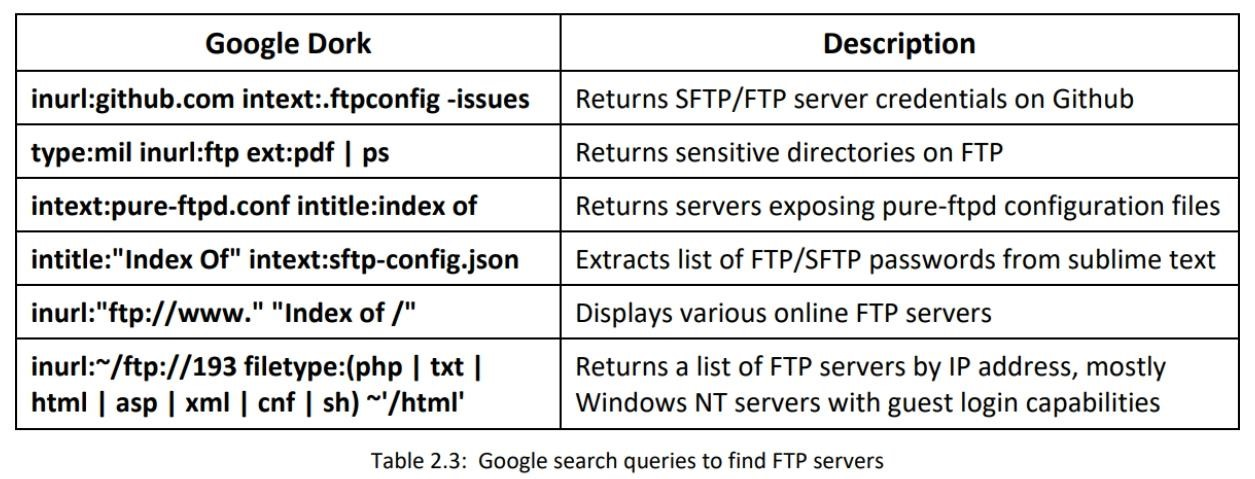 Google Dork Description
inurl:github.com intext:.ftpconfig -issues Returns SFTP/FTP server credentials on Github
type:mil inurl:ftp ext:pdf | ps Returns sensitive directories on FTP
intext:pure-ftpd.conf intitle:index of Returns servers exposing pure-ftpd configuration files
intitle:"Index Of" intext:sftp-config.json Extracts list of FTP/SFTP passwords from sublime text
inurl:"ftp://www." "Index of /" Displays various online FTP servers
inurl:~/ftp://193 filetype:(php | txt | Returns a list of FTP servers by IP address, mostly
html | asp | xml | cnf | sh) ~'/html' Windows NT servers with guest login capabilities
Table 2.3: Google search queries to find FTP servers